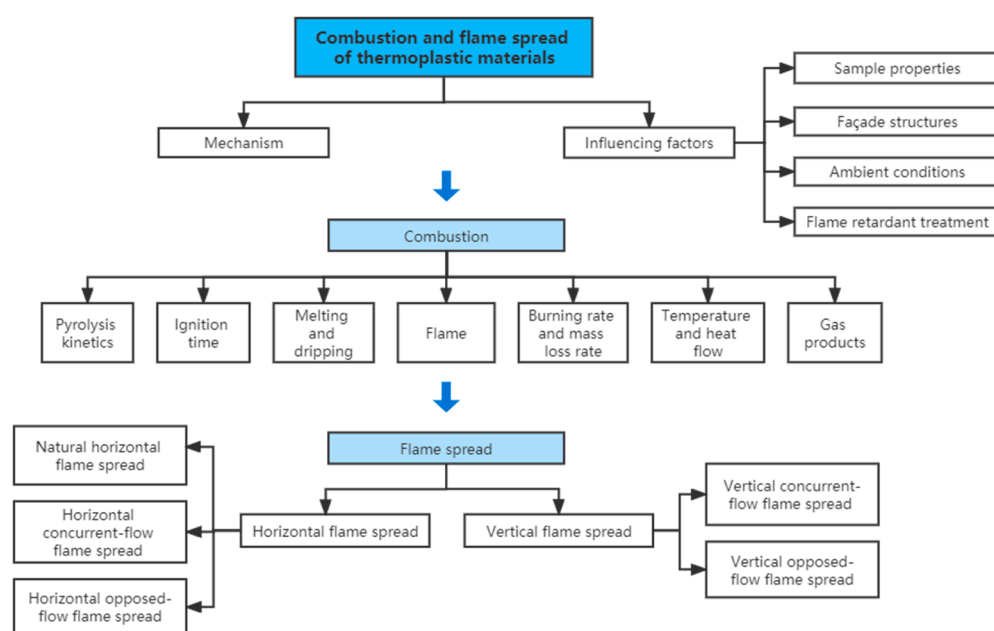 Combustion and flame spread
of thermoplastic materials
Mechanism
Influencing factors
Sample properties
Façade structures
Ambient conditions
Flame retardant treatment
Combustion
Pyrolysis
kinetics
Ignition
time
Melting
and
dripping
Flame
Burning rate
and mass
loss rate
Temperature
and heat
flow
Gas
products
Flame spread
Natural horizontal
flame spread
Horizontal
concurrent-flow
flame spread
Horizontal opposed-
flow flame spread
Horizontal flame spread
Vertical flame spread
Vertical concurrent-
flow flame spread
Vertical opposed-
flow flame spread